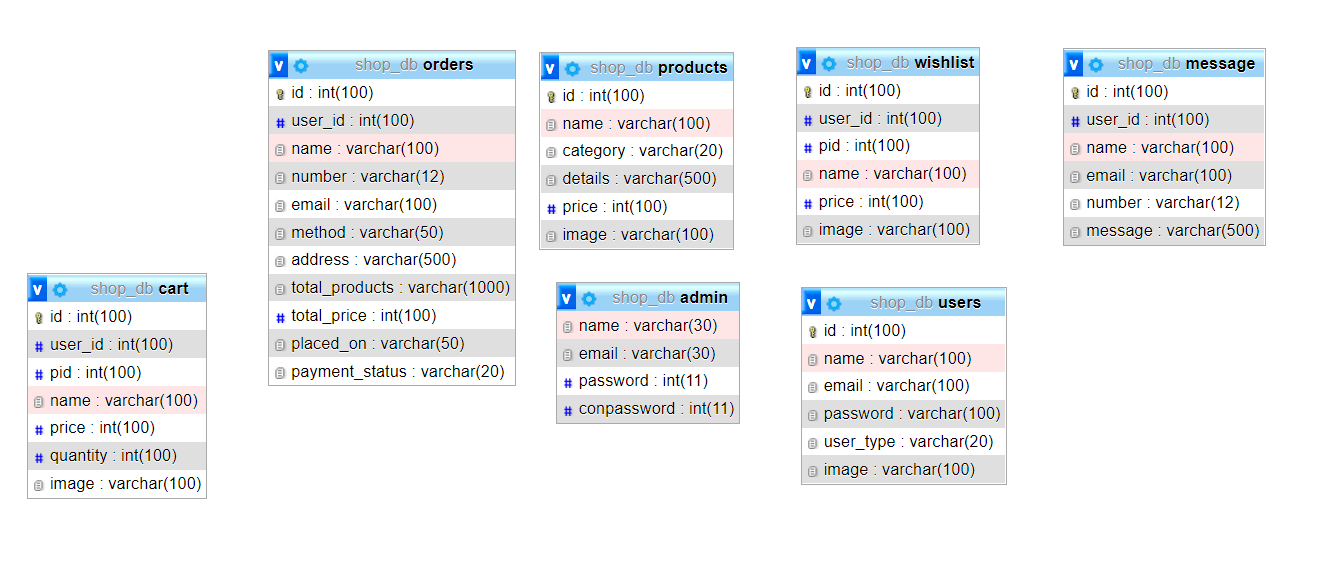 shop_db orders
id : int(100)
user_id : int(100)
name : varchar(100)
number : varchar(12)
email : varchar(100)
method : varchar(50)
address : varchar(500)
total_products : varchar(1000)
total_price : int(100)
placed_on : varchar(50)
payment_status : varchar(20)
shop_db products
id : int(100)
name : varchar(100)
category : varchar(20)
details : varchar(500)
price : int(100)
image : varchar(100)
shop_db wishlist
id : int(100)
user_id : int(100)
pid : int(100)
name : varchar(100)
price : int(100)
image : varchar(100)
shop_db message
id : int(100)
user_id : int(100)
name : varchar(100)
email : varchar(100)
number : varchar(12)
message : varchar(500)
shop_db cart
id : int(100)
user_id : int(100)
pid : int(100)
name : varchar(100)
price : int(100)
quantity : int(100)
image : varchar(100)
shop_db admin
name : varchar(30)
email : varchar(30)
password : int(11)
conpassword : int(11)
shop_db users
id : int(100)
name : varchar(100)
email : varchar(100)
password : varchar(100)
user_type : varchar(20)
image : varchar(100)